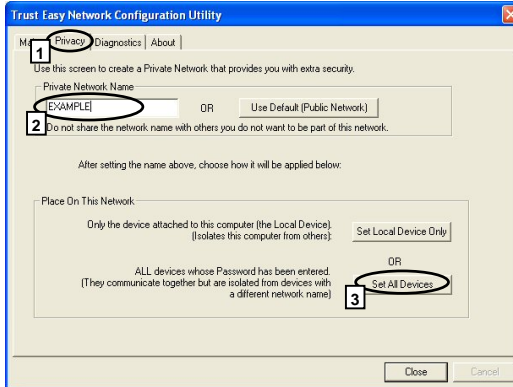 Trust Easy Network Configuration Utility
Privacy Diagnostics About
1
Use this screen to create a Private Network that provides you with extra security.
Private Network Name
EXAMPLE OR Use Default (Public Network)
2
Do not share the network name with others you do not want to be part of this network.
After setting the name above, choose how it will be applied below:
Place On This Network
Only the device attached to this computer (the Local Device).
(Isolates this computer from others): Set Local Device Only
OR
ALL devices whose Password has been entered.
(They communicate together but are isolated from devices with Set All Devices
a different network name)
3
Close Cancel